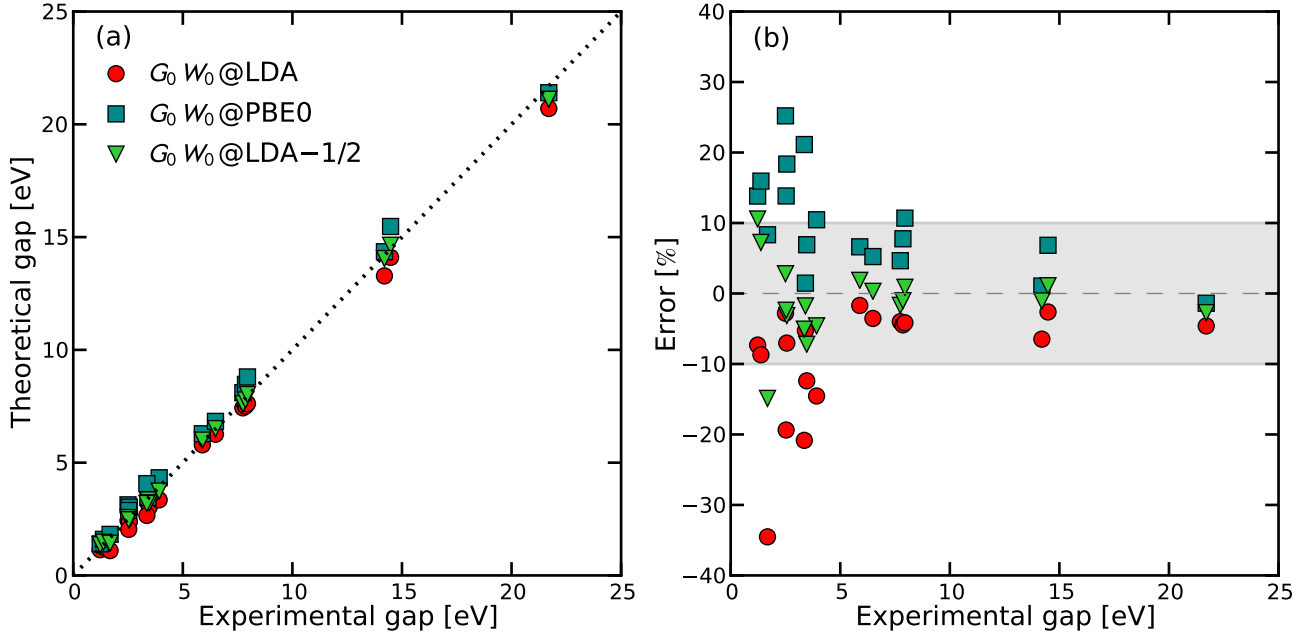 (a)
G₀ W₀@LDA
G₀ W₀@PBE0
G₀ W₀@LDA−1/2
Theoretical gap [eV]
25
20
15
10
5
0
0 5 10 15 20 25
Experimental gap [eV]
(b)
Error [%]
40
30
20
10
0
−10
−20
−30
−40
0 5 10 15 20 25
Experimental gap [eV]